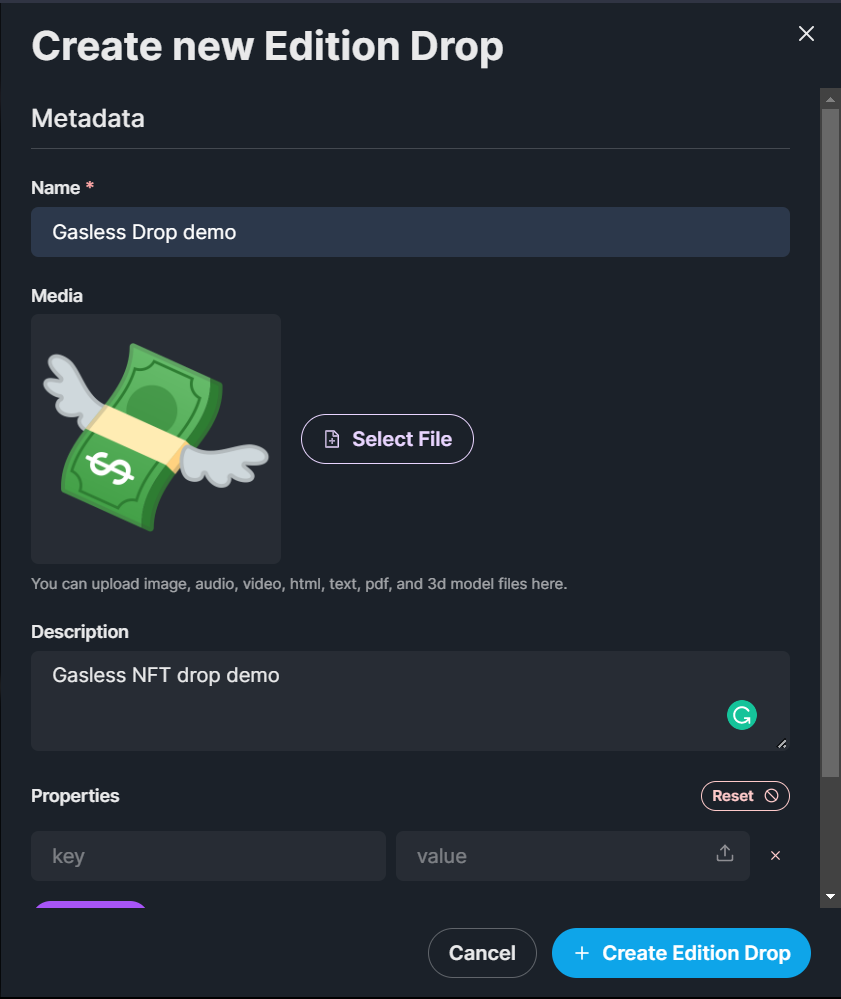 Create new Edition Drop
Metadata
Name *
Gasless Drop demo
Media
$
Select File
You can upload image, audio, video, html, text, pdf, and 3d model files here.
Description
Gasless NFT drop demo
Properties
Reset
key
value
Cancel
+ Create Edition Drop